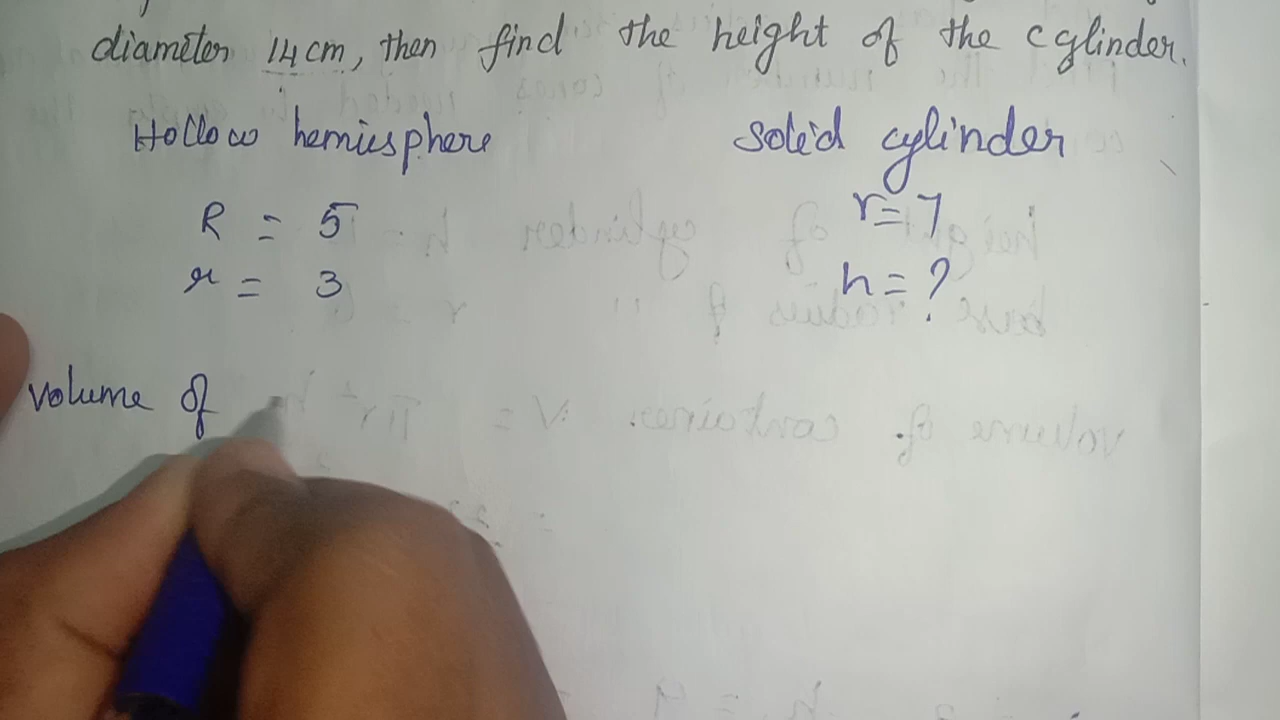 diameter 14 cm, then find the height of the cylinder.
Hollow hemisphere
solid cylinder
R = 5
r = 7
r = 3
h = ?
volume of